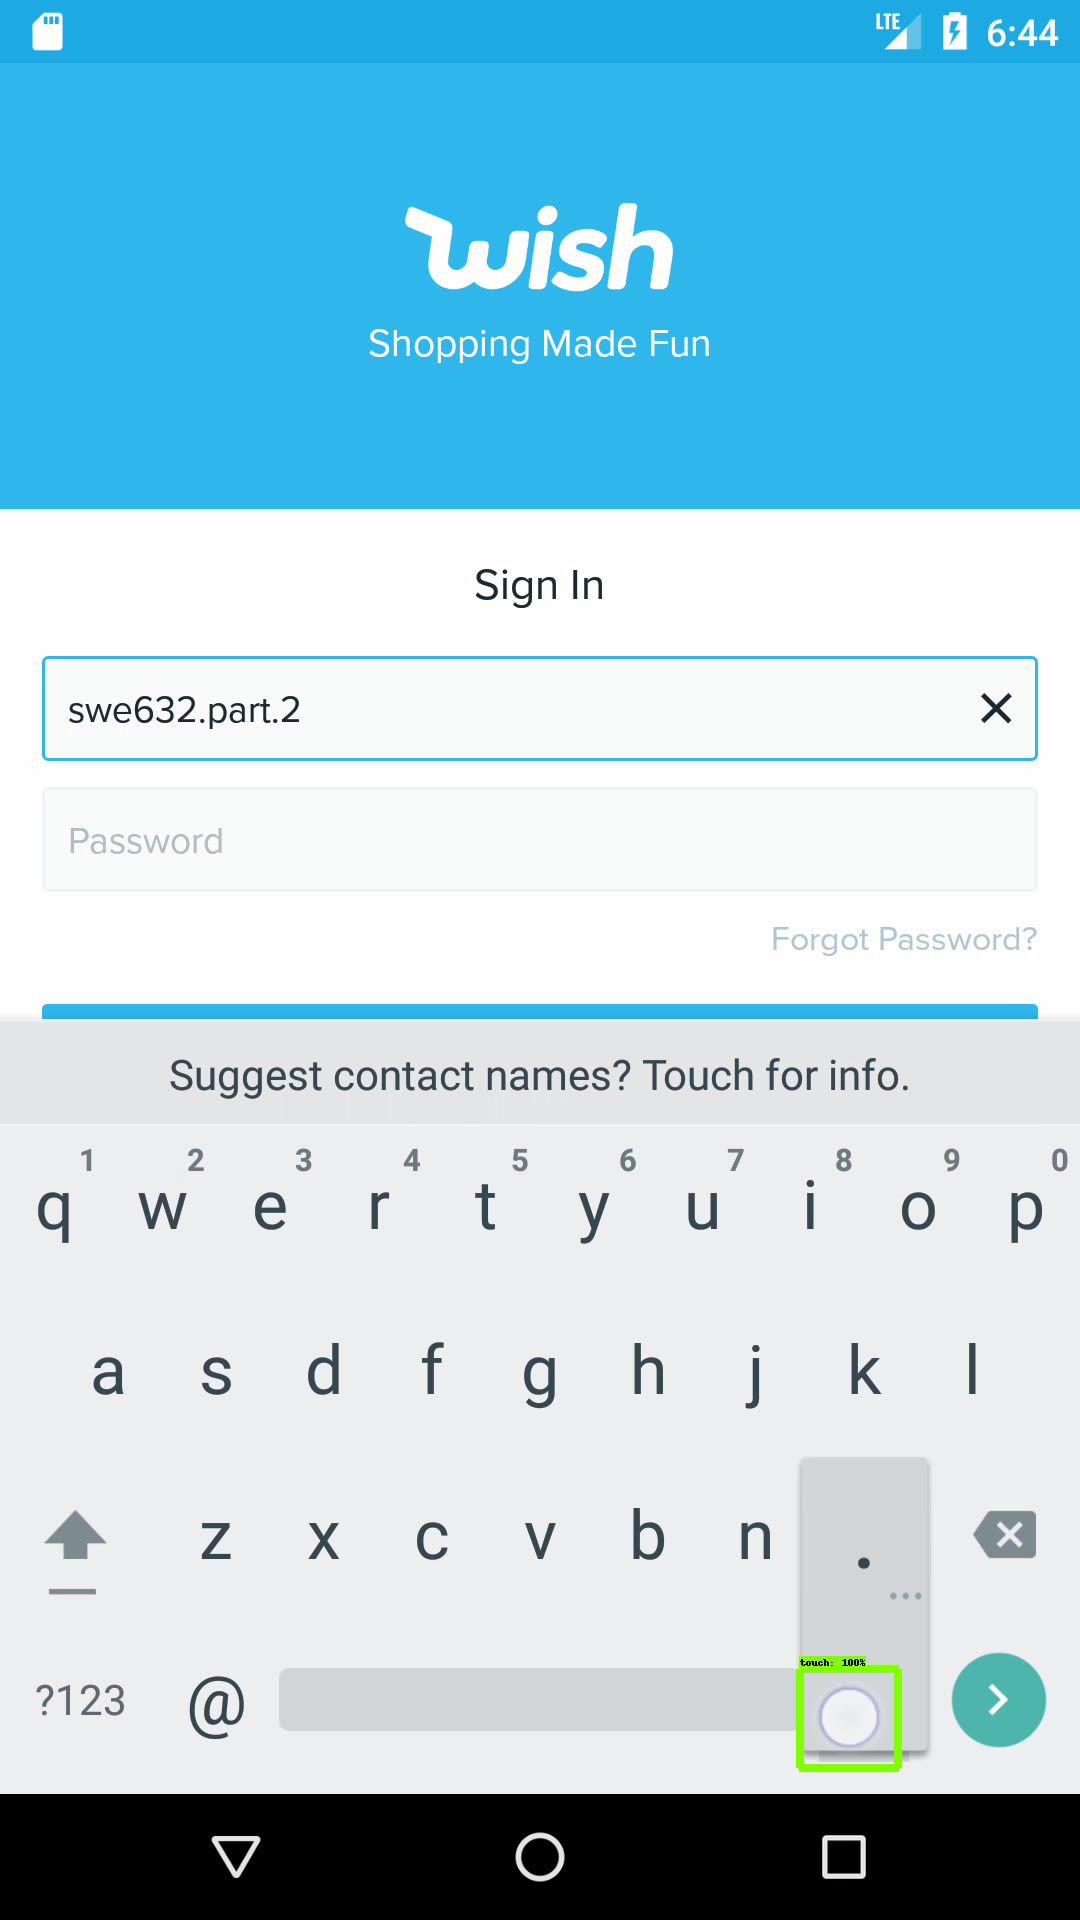 LTE 6:44
wish
Shopping Made Fun
Sign In
swe632.part.2
Password
Forgot Password?
Suggest contact names? Touch for info.
1 2 3 4 5 6 7 8 9 0
q w e r t y u i o p
a s d f g h j k l
z x c v b n .
...
touch: 100%
?123 @